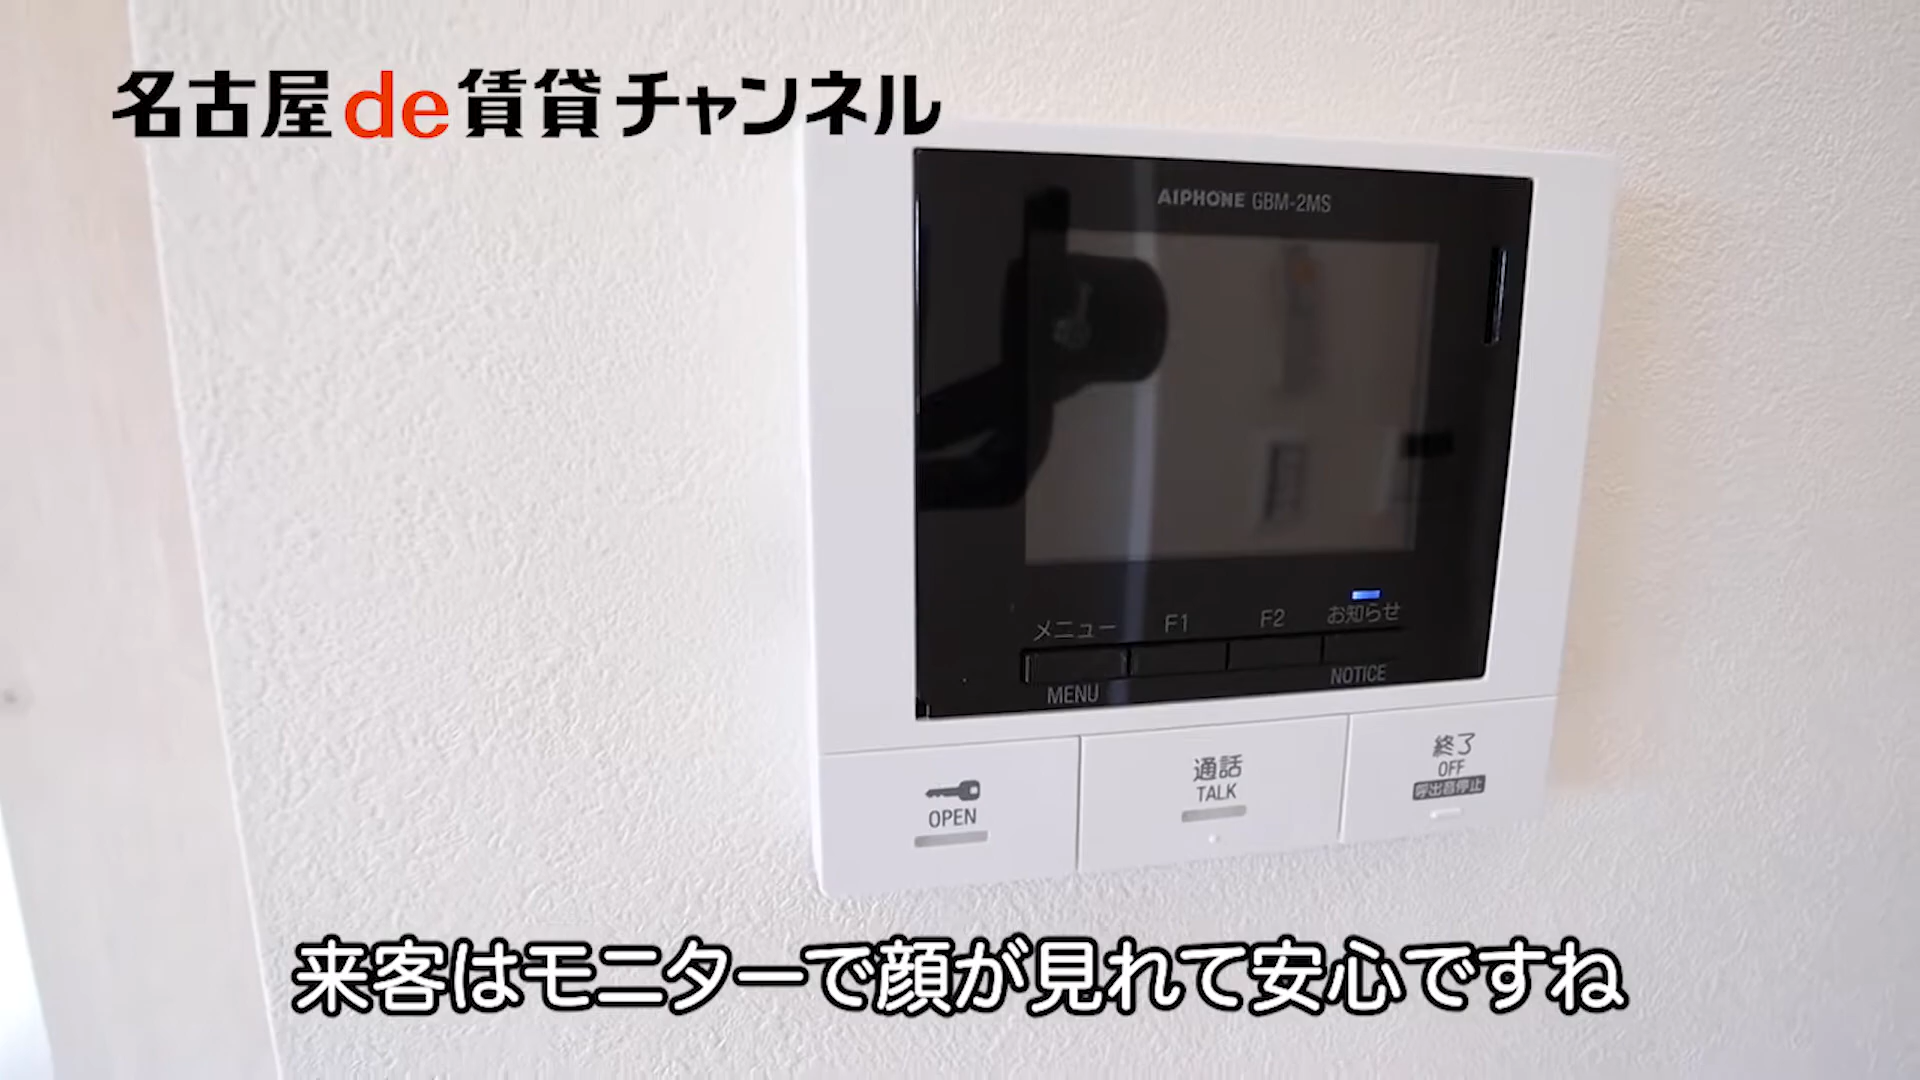 名古屋de賃貸チャンネル
AIPHONE GBM-2MS
メニュー F1 F2 お知らせ
MENU NOTICE
OPEN
通話
TALK
終了
OFF
呼出音停止
来客はモニターで顔が見れて安心ですね